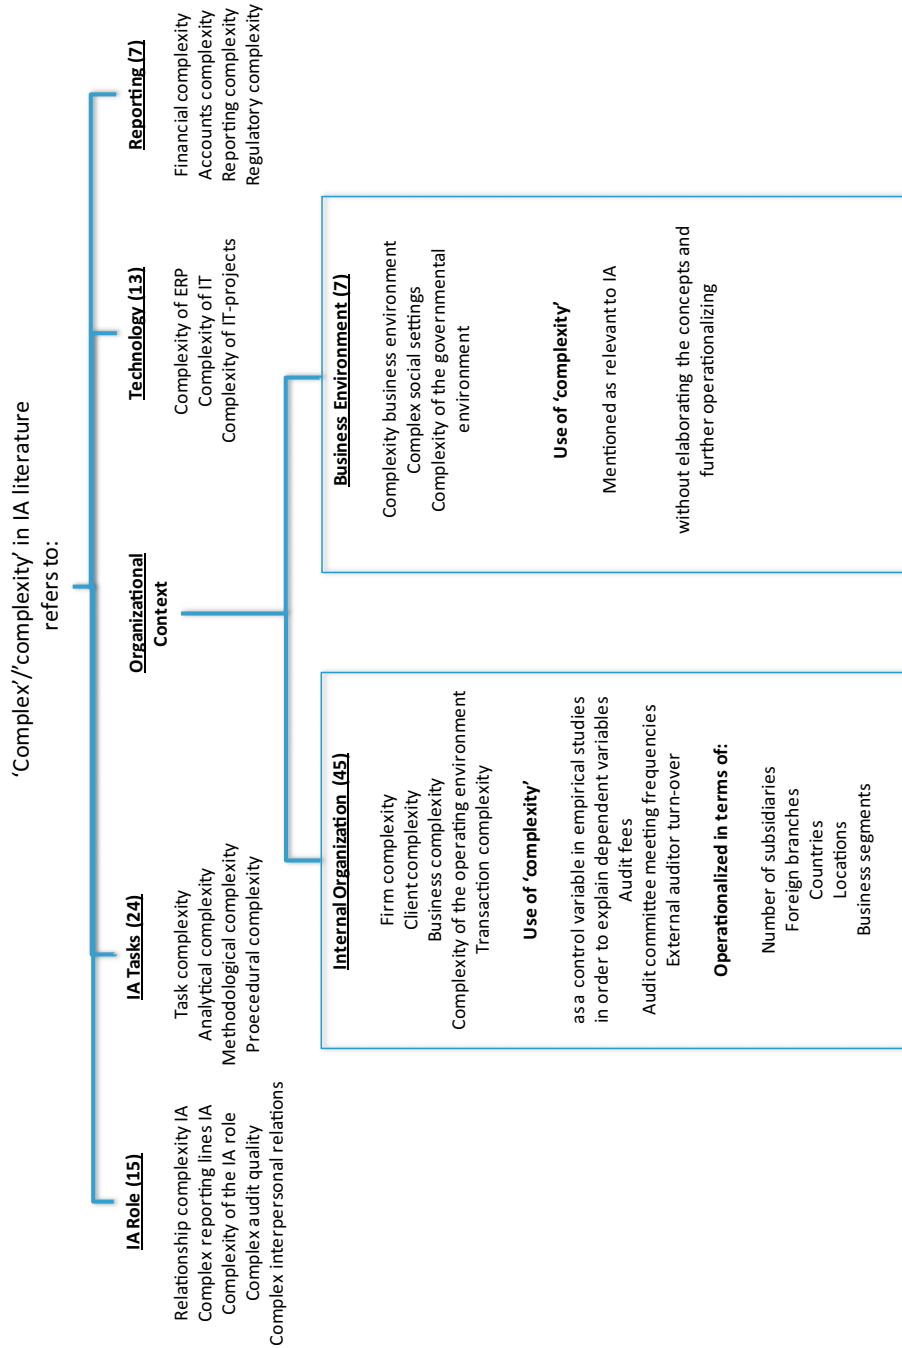 ‘Complex’/’complexity’ in IA literature
refers to:
IA Role (15)
Relationship complexity IA
Complex reporting lines IA
Complexity of the IA role
Complex audit quality
Complex interpersonal relations
IA Tasks (24)
Task complexity
Analytical complexity
Methodological complexity
Proecedural complexity
Organizational
Context
Technology (13)
Complexity of ERP
Complexity of IT
Complexity of IT-projects
Reporting (7)
Financial complexity
Accounts complexity
Reporting complexity
Regulatory complexity
Internal Organization (45)
Firm complexity
Client complexity
Business complexity
Complexity of the operating environment
Transaction complexity
Use of ‘complexity’
as a control variable in empirical studies
in order to explain dependent variables
Audit fees
Audit committee meeting frequencies
External auditor turn-over
Operationalized in terms of:
Number of subsidiaries
Foreign branches
Countries
Locations
Business segments
Business Environment (7)
Complexity business environment
Complex social settings
Complexity of the governmental
environment
Use of ‘complexity’
Mentioned as relevant to IA
without elaborating the concepts and
further operationalizing